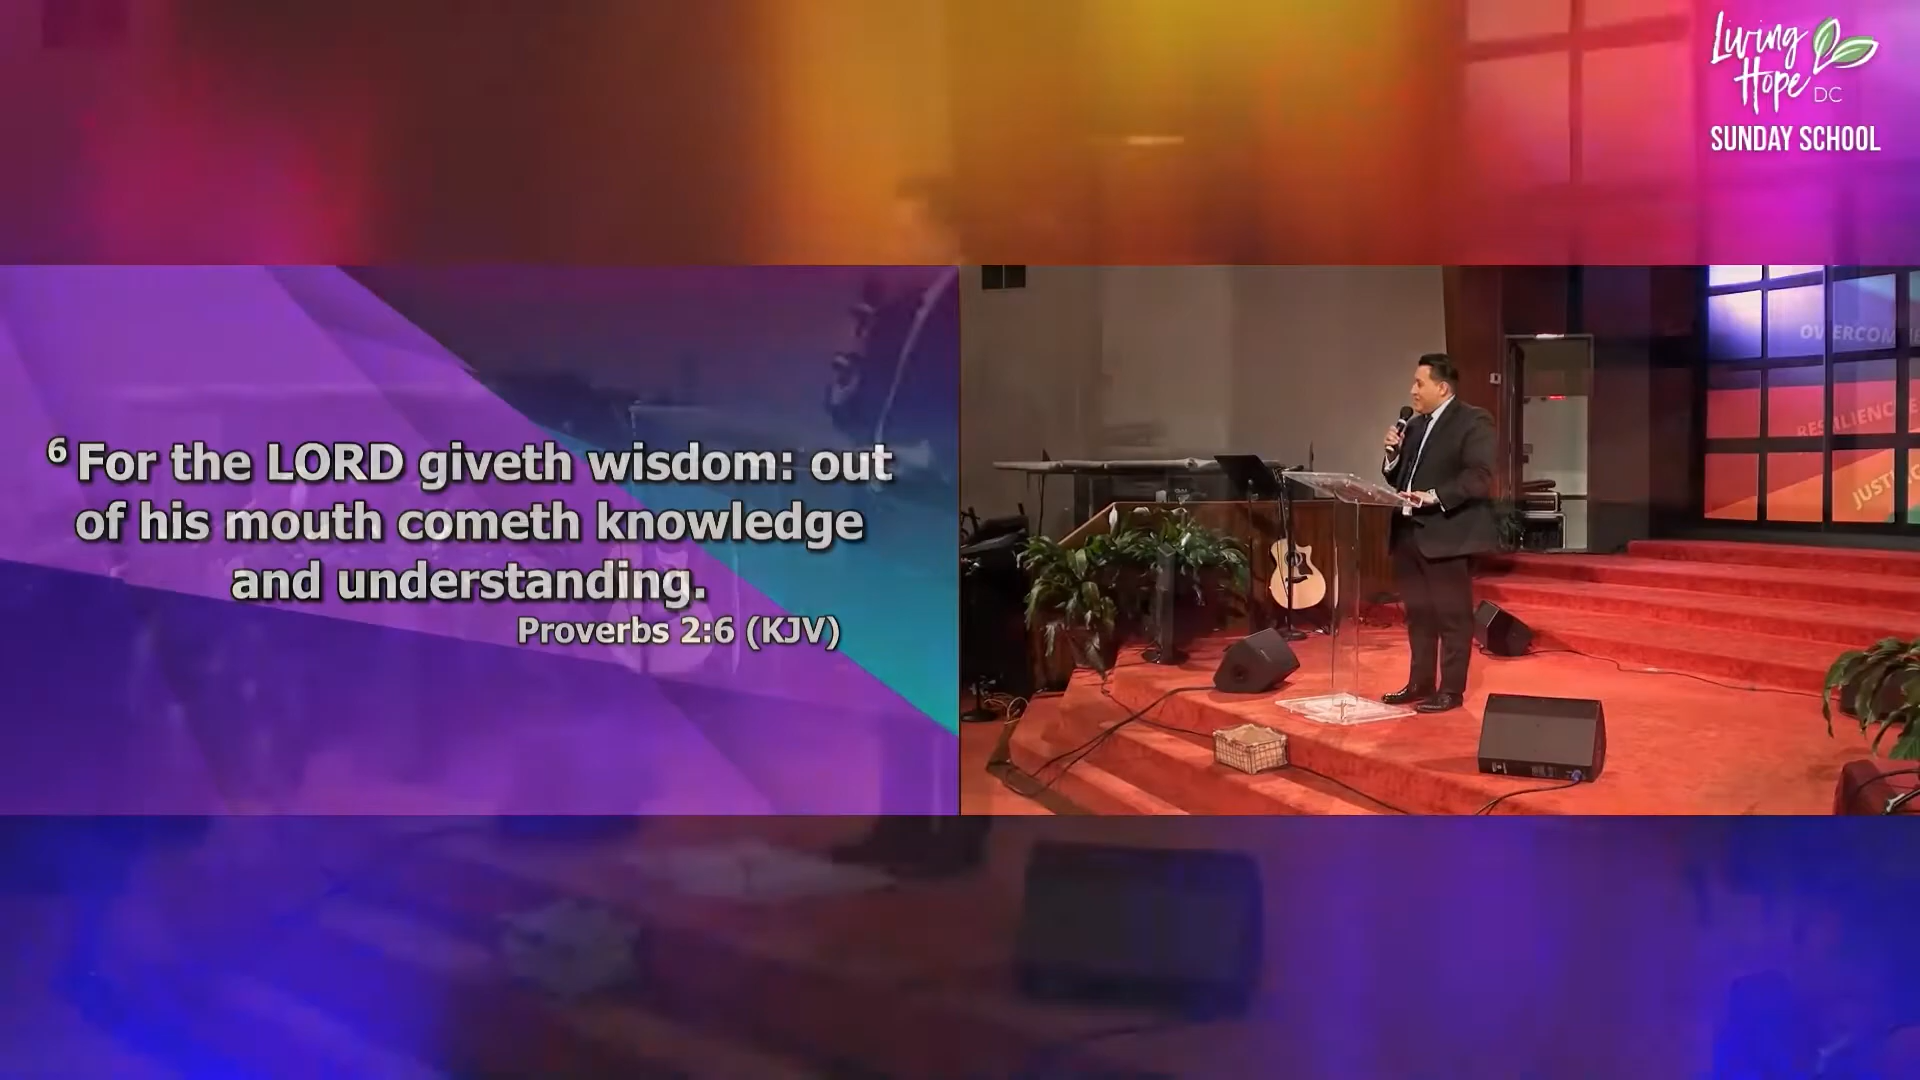 Living
Hope DC
SUNDAY SCHOOL
6 For the LORD giveth wisdom: out
of his mouth cometh knowledge
and understanding.
Proverbs 2:6 (KJV)
RESILIENCE